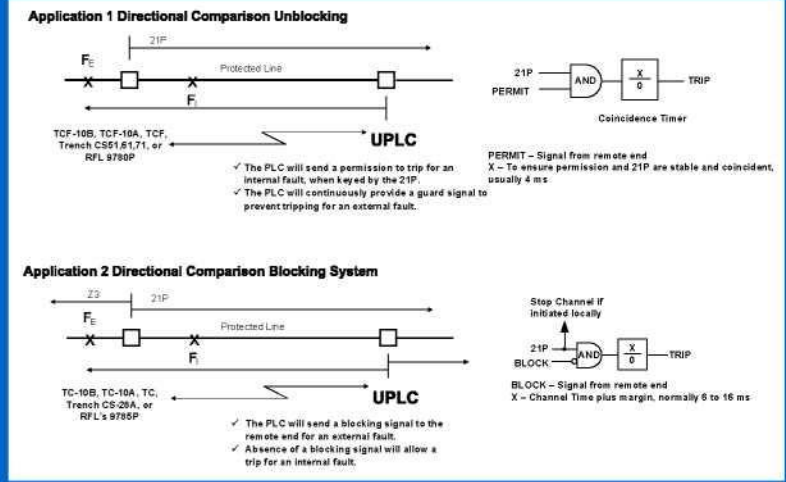 Application 1 Directional Comparison Unblocking
21P
FE
Protected Line
FI
TCF-10B, TCF-10A, TCF,
Trench CS51,61,71, or
RFL 9780P
UPLC
✓ The PLC will send a permission to trip for an
internal fault, when keyed by the 21P.
✓ The PLC will continuously provide a guard signal to
prevent tripping for an external fault.
21P
PERMIT
AND
X
0
TRIP
Coincidence Timer
PERMIT – Signal from remote end
X – To ensure permission and 21P are stable and coincident,
usually 4 ms
Application 2 Directional Comparison Blocking System
Z3
21P
FE
Protected Line
FI
TC-10B, TC-10A, TC,
Trench CS-28A, or
RFL's 9785P
UPLC
✓ The PLC will send a blocking signal to the
remote end for an external fault.
✓ Absence of a blocking signal will allow a
trip for an internal fault.
Stop Channel if
initiated locally
21P
BLOCK
AND
X
0
TRIP
BLOCK – Signal from remote end
X – Channel Time plus margin, normally 6 to 16 ms